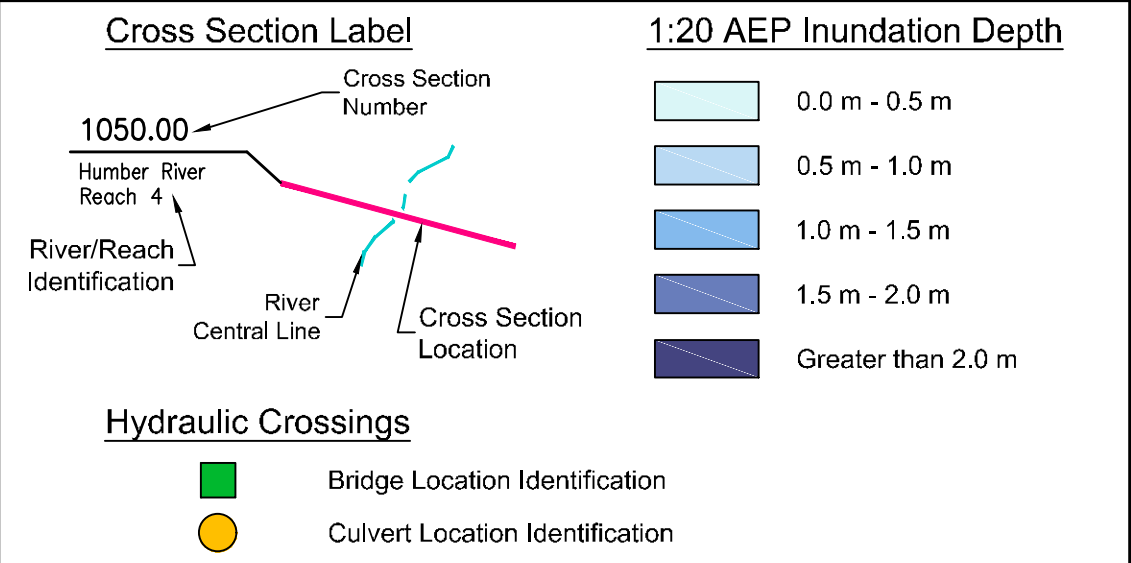 Cross Section Label
Cross Section
Number
1050.00
Humber River
Reach 4
River/Reach
Identification
River
Central Line
Cross Section
Location
1:20 AEP Inundation Depth
0.0 m - 0.5 m
0.5 m - 1.0 m
1.0 m - 1.5 m
1.5 m - 2.0 m
Greater than 2.0 m
Hydraulic Crossings
Bridge Location Identification
Culvert Location Identification